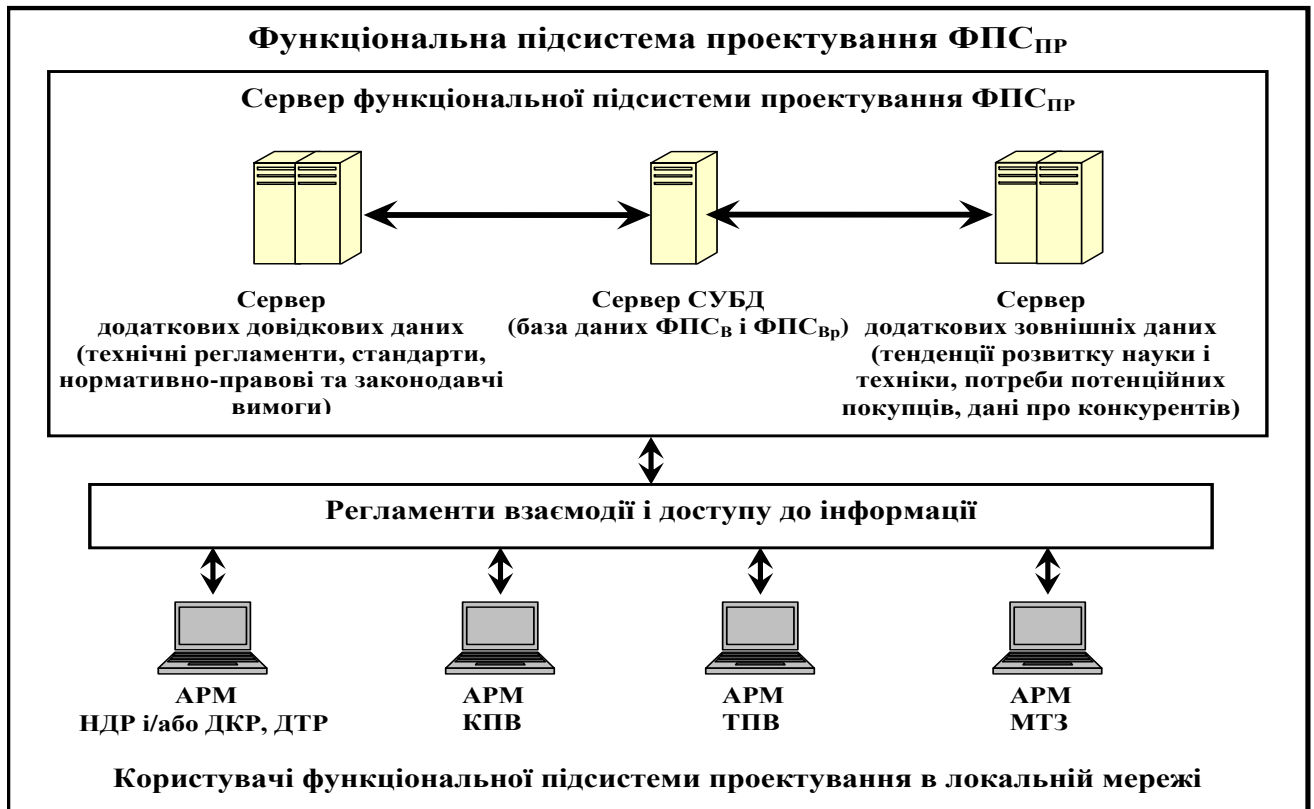 Функціональна підсистема проектування ФПСПР
Сервер функціональної підсистеми проектування ФПСПР
Сервер
додаткових довідкових даних
(технічні регламенти, стандарти,
нормативно-правові та законодавчі
вимоги)
Сервер СУБД
(база даних ФПСВ і ФПСВр)
Сервер
додаткових зовнішніх даних
(тенденції розвитку науки і
техніки, потреби потенційних
покупців, дані про конкурентів)
Регламенти взаємодії і доступу до інформації
АРМ
НДР і/або ДКР, ДТР
АРМ
КПВ
АРМ
ТПВ
АРМ
МТЗ
Користувачі функціональної підсистеми проектування в локальній мережі